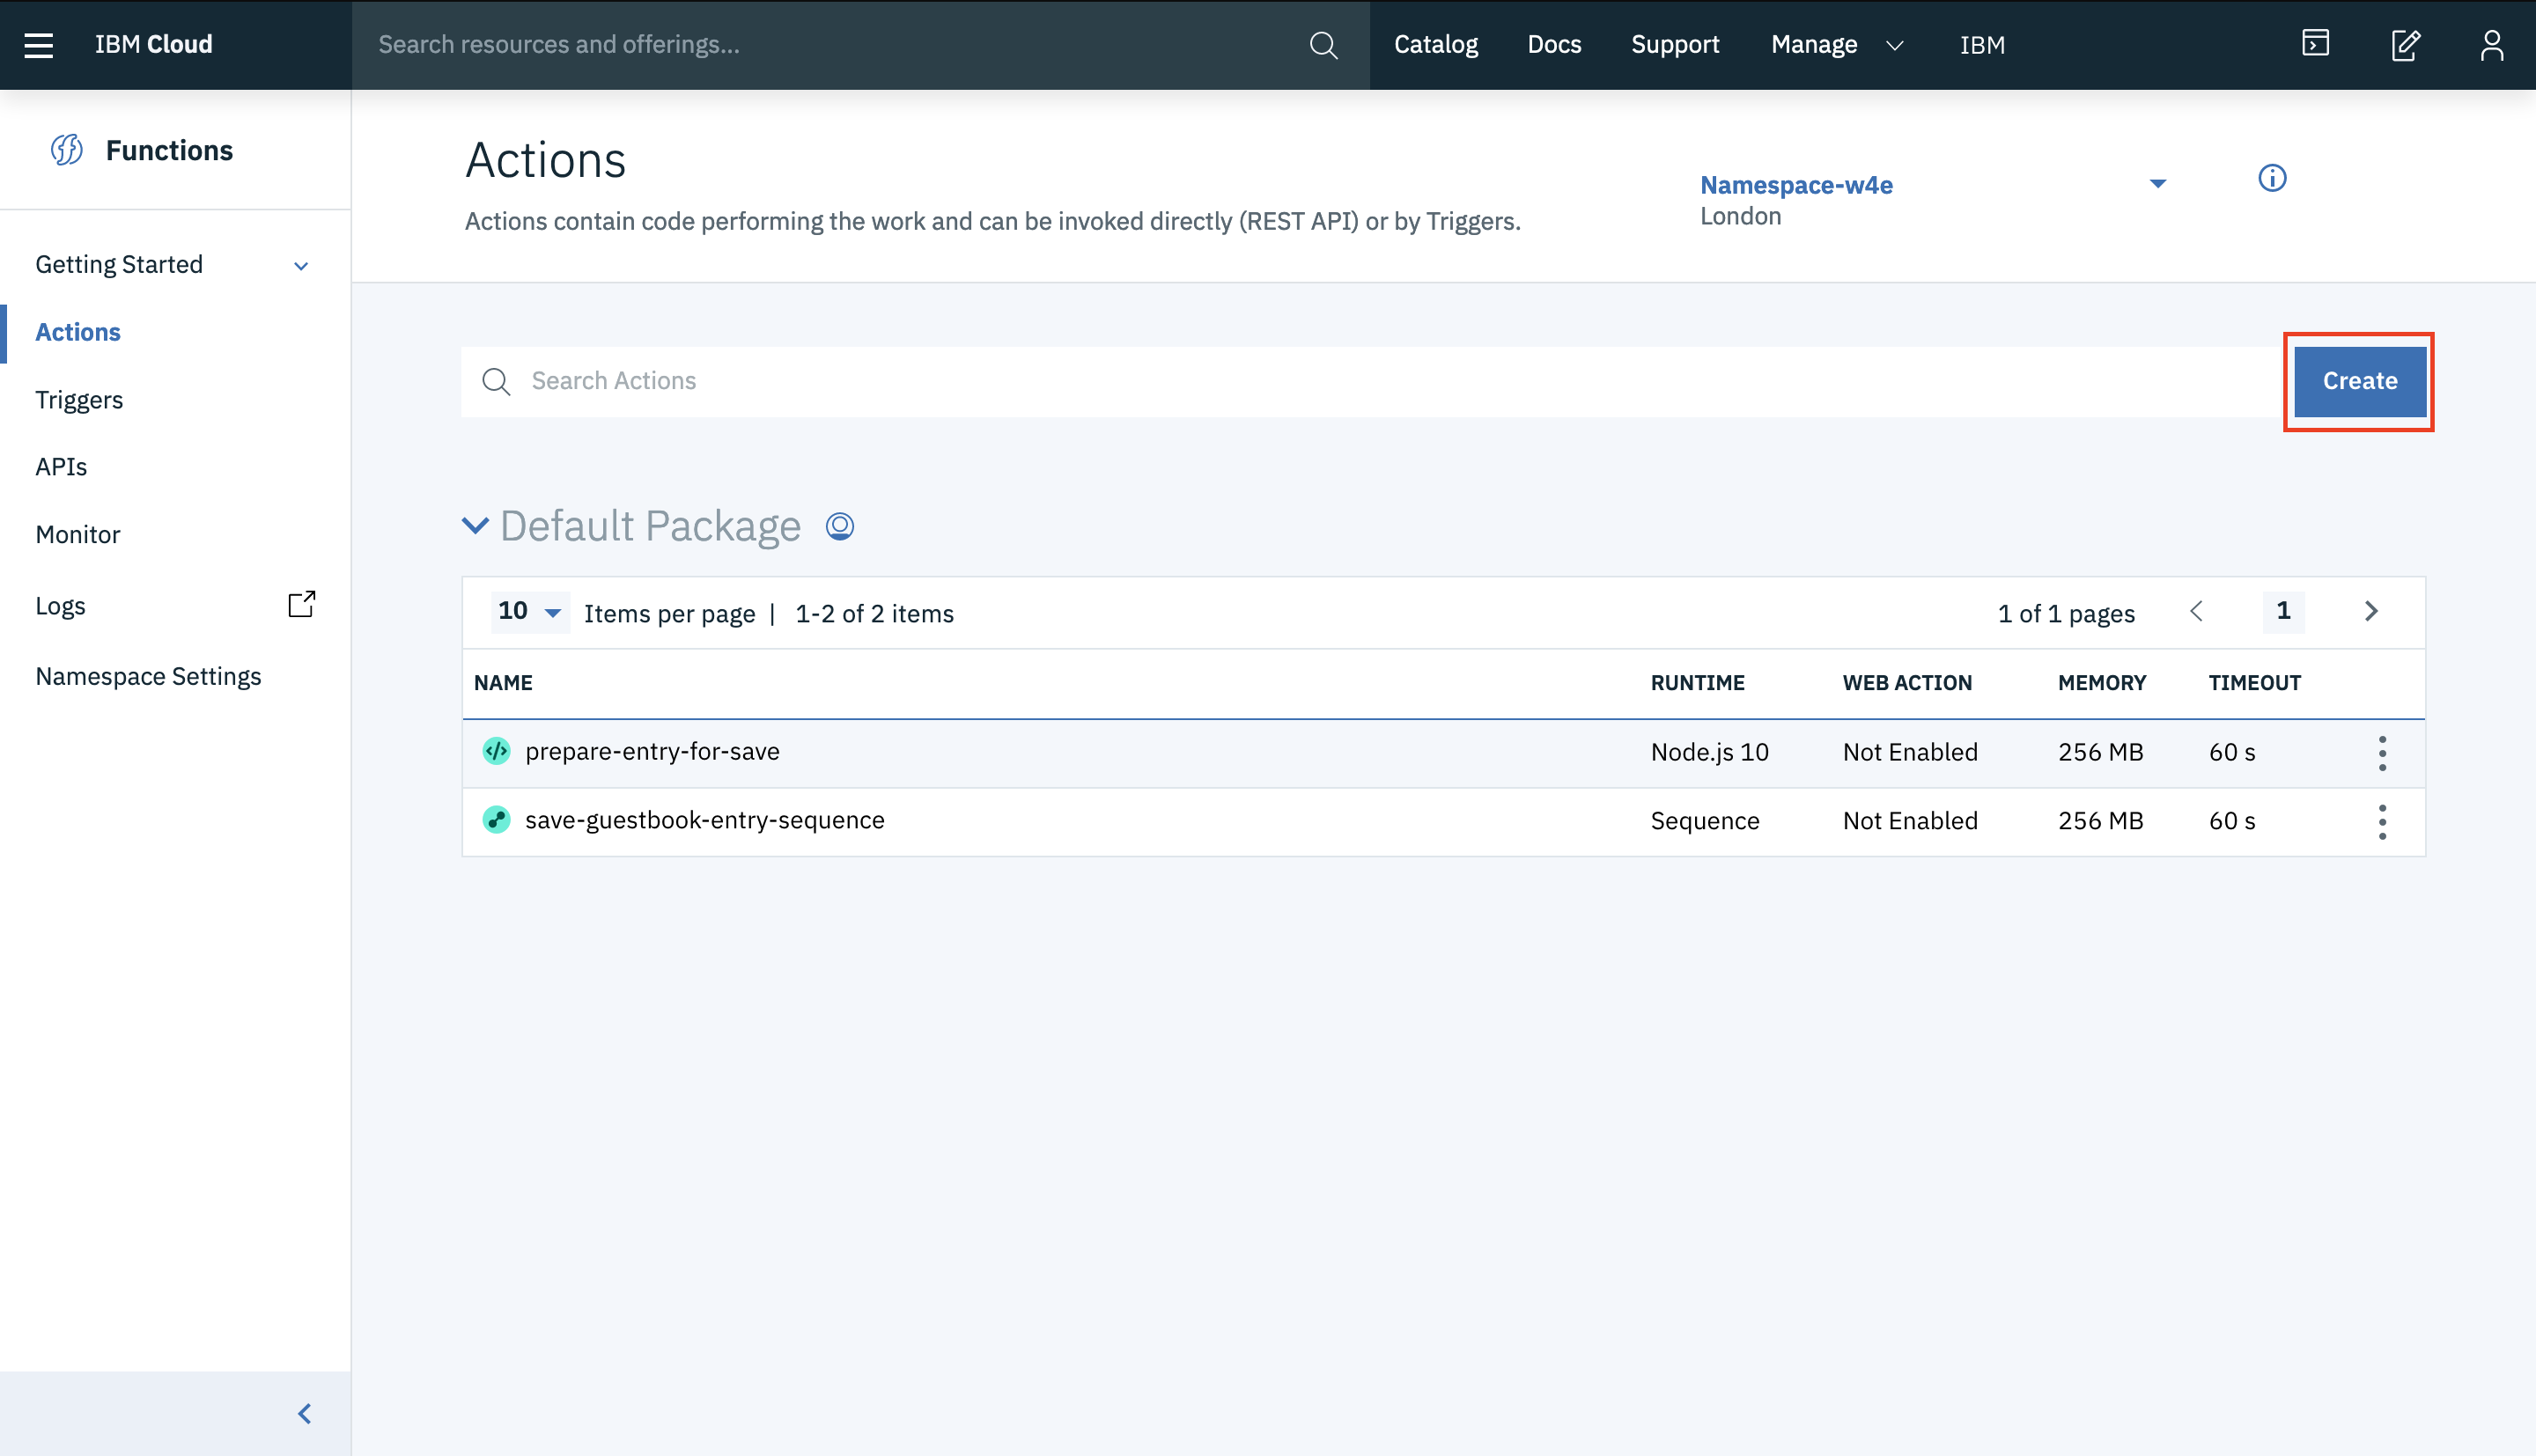 IBM Cloud
Search resources and offerings...
Catalog
Docs
Support
Manage
IBM
Functions
Getting Started
Actions
Triggers
APIs
Monitor
Logs
Namespace Settings
Actions
Actions contain code performing the work and can be invoked directly (REST API) or by Triggers.
Namespace-w4e
London
Search Actions
Create
Default Package
10 Items per page | 1-2 of 2 items
1 of 1 pages 1
NAME RUNTIME WEB ACTION MEMORY TIMEOUT
prepare-entry-for-save Node.js 10 Not Enabled 256 MB 60 s
save-guestbook-entry-sequence Sequence Not Enabled 256 MB 60 s